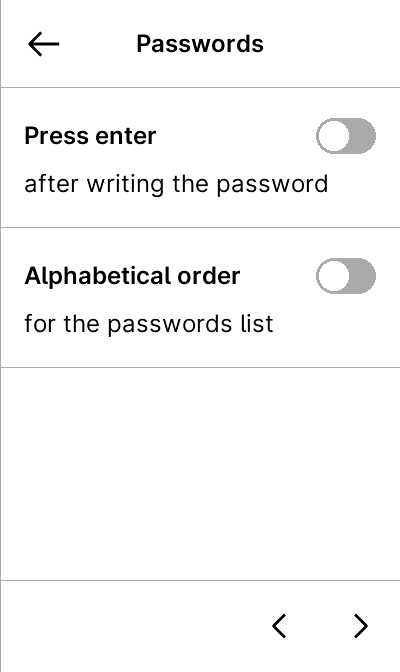 Passwords
Press enter
after writing the password
Alphabetical order
for the passwords list